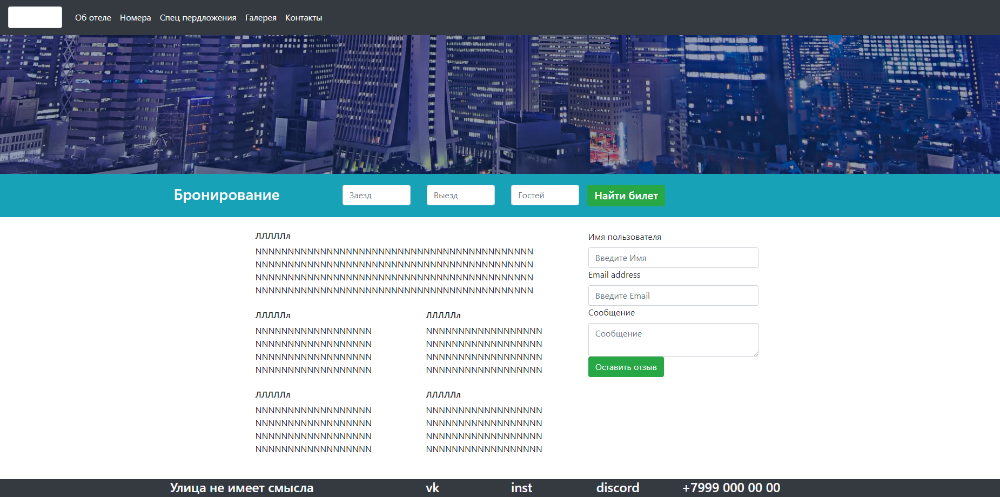 Об отеле Номера Спец пердложения Галерея Контакты
Бронирование Заезд Выезд Гостей Найти билет
ЛЛЛЛЛл
NNNNNNNNNNNNNNNNNNNNNNNNNNNNNNNNNNNNNNNNNNN
NNNNNNNNNNNNNNNNNNNNNNNNNNNNNNNNNNNNNNNNNNN
NNNNNNNNNNNNNNNNNNNNNNNNNNNNNNNNNNNNNNNNNNN
NNNNNNNNNNNNNNNNNNNNNNNNNNNNNNNNNNNNNNNNNNN
ЛЛЛЛЛл
NNNNNNNNNNNNNNNNNN
NNNNNNNNNNNNNNNNNN
NNNNNNNNNNNNNNNNNN
NNNNNNNNNNNNNNNNNN
ЛЛЛЛЛл
NNNNNNNNNNNNNNNNNN
NNNNNNNNNNNNNNNNNN
NNNNNNNNNNNNNNNNNN
NNNNNNNNNNNNNNNNNN
ЛЛЛЛЛл
NNNNNNNNNNNNNNNNNN
NNNNNNNNNNNNNNNNNN
NNNNNNNNNNNNNNNNNN
NNNNNNNNNNNNNNNNNN
ЛЛЛЛЛл
NNNNNNNNNNNNNNNNNN
NNNNNNNNNNNNNNNNNN
NNNNNNNNNNNNNNNNNN
NNNNNNNNNNNNNNNNNN
Имя пользователя
Введите Имя
Email address
Введите Email
Сообщение
Сообщение
Оставить отзыв
Улица не имеет смысла vk inst discord +7999 000 00 00